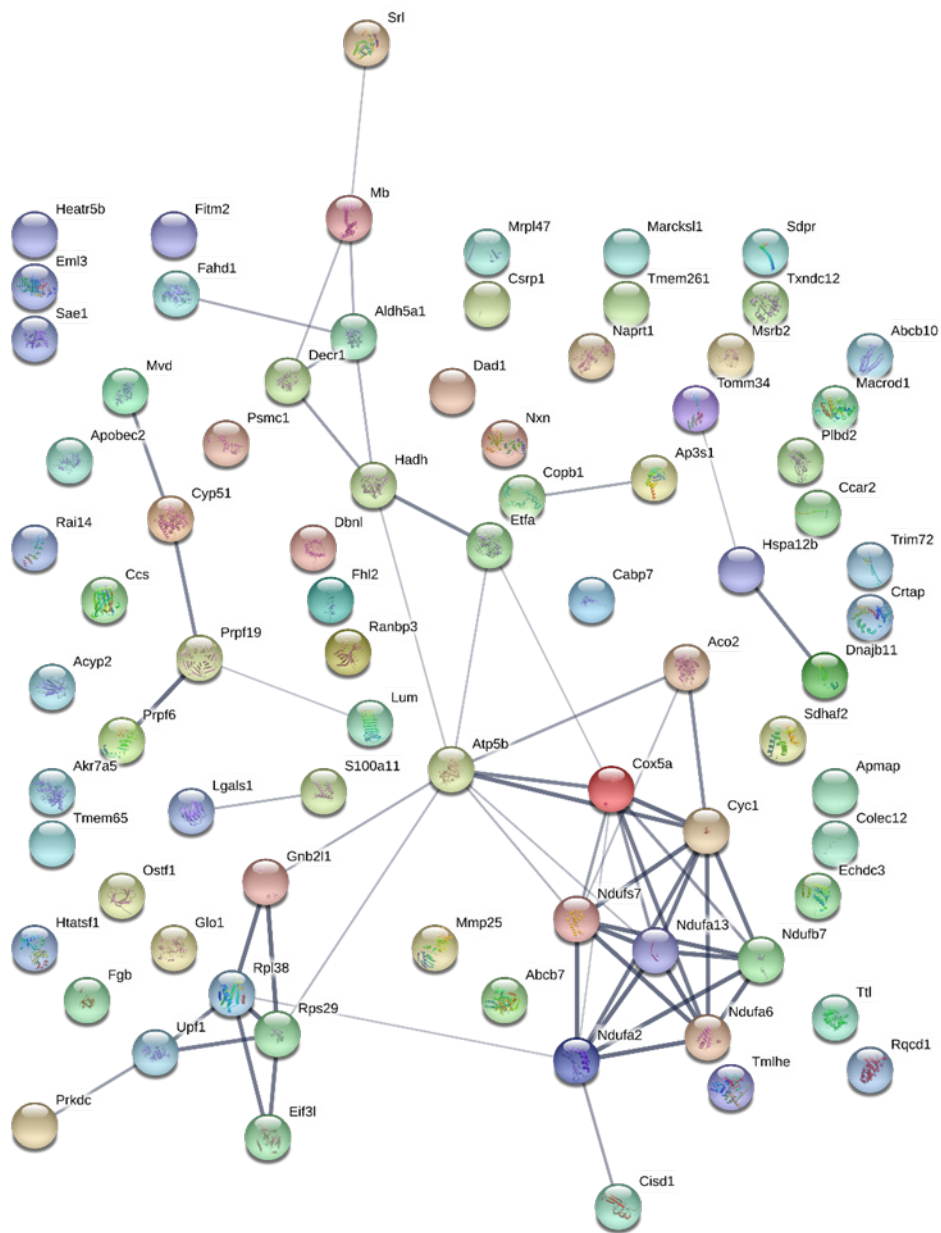 Srl
Mb
Heatr5b
Fitm2
Mrpl47
Marcksl1
Sdpr
Eml3
Fahd1
Csrp1
Tmem261
Txndc12
Sae1
Aldh5a1
Naprt1
Msrb2
Abcb10
Mvd
Decr1
Dad1
Tomm34
Macrod1
Psmc1
Nxn
Plbd2
Apobec2
Hadh
Copb1
Ap3s1
Cyp51
Etfa
Ccar2
Rai14
Dbnl
Hspa12b
Trim72
Ccs
Fhl2
Cabp7
Crtap
Prpf19
Ranbp3
Aco2
Dnajb11
Acyp2
Lum
Sdhaf2
Prpf6
Atp5b
Akr7a5
Lgals1
S100a11
Cox5a
Apmap
Tmem65
Cyc1
Colec12
Gnb2l1
Echdc3
Ostf1
Ndufs7
Htatsf1
Glo1
Mmp25
Ndufa13
Ndufb7
Fgb
Rpl38
Abcb7
Rps29
Ndufa6
Ttl
Upf1
Ndufa2
Rqcd1
Prkdc
Tmlhe
Eif3l
Cisd1